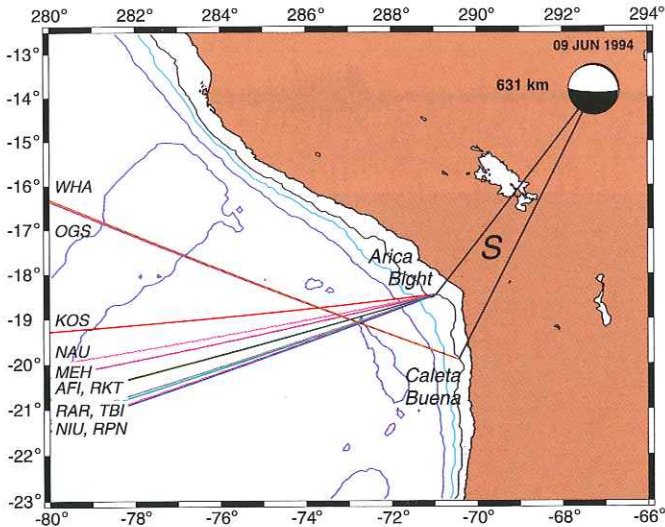 280° 282° 284° 286° 288° 290° 292° 294°
09 JUN 1994
631 km
-13°
-14°
-15°
-16°
-17°
-18°
-19°
-20°
-21°
-22°
-23°
WHA
OGS
KOS
NAU
MEH
AFI, RKT
RAR, TBI
NIU, RPN
Arica
Bight
S
Caleta
Buena
-80° -78° -76° -74° -72° -70° -68° -66°